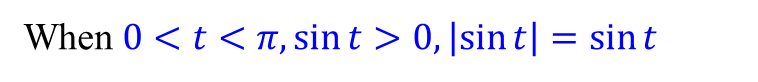 When 0 < t < π, sin t > 0, |sin t| = sin t